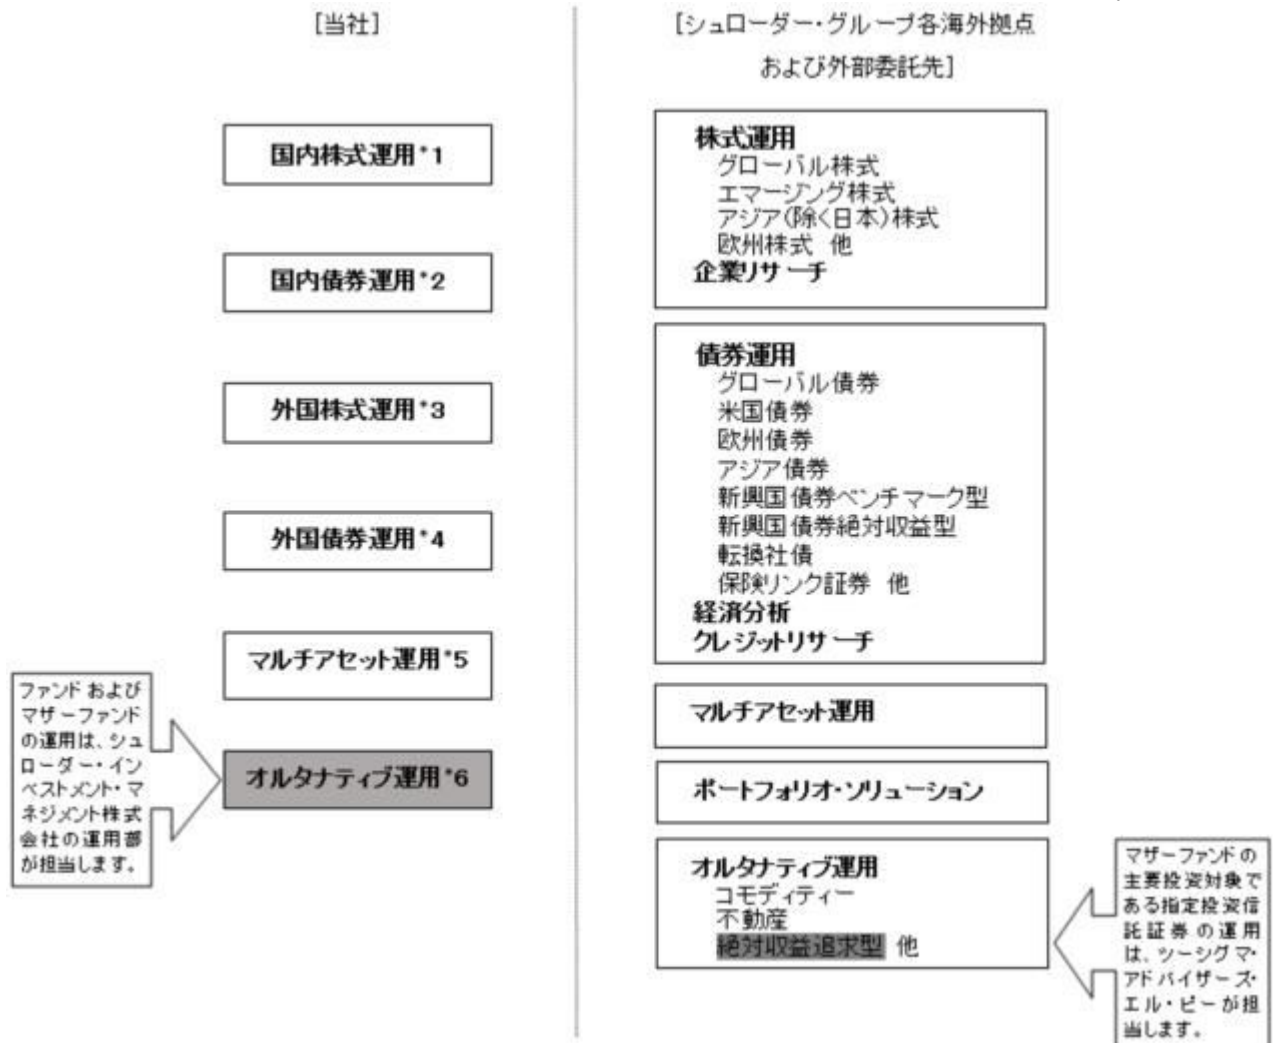 [当社]
[シュローダー・グループ各海外拠点
および外部委託先]
国内株式運用*1
国内債券運用*2
外国株式運用*3
外国債券運用*4
マルチアセット運用*5
オルタナティブ運用*6
ファンド および
マザーファンド
の運用は、シュ
ローダー・イン
ベストメント・マ
ネジメント株式
会社の運用部
が担当します。
株式運用
グローバル株式
エマージング株式
アジア(除く日本)株式
欧州株式 他
企業リサーチ
債券運用
グローバル債券
米国債券
欧州債券
アジア債券
新興国債券ベンチマーク型
新興国債券絶対収益型
転換社債
保険リンク証券 他
経済分析
クレジットリサーチ
マルチアセット運用
ポートフォリオ・ソリューション
オルタナティブ運用
コモディティー
不動産
絶対収益追求型 他
マザーファンドの
主要投資対象で
ある指定投資信
託証券の運用
は、ツーシグマ・
アドバイザーズ・
エル・ピーが担
当します。